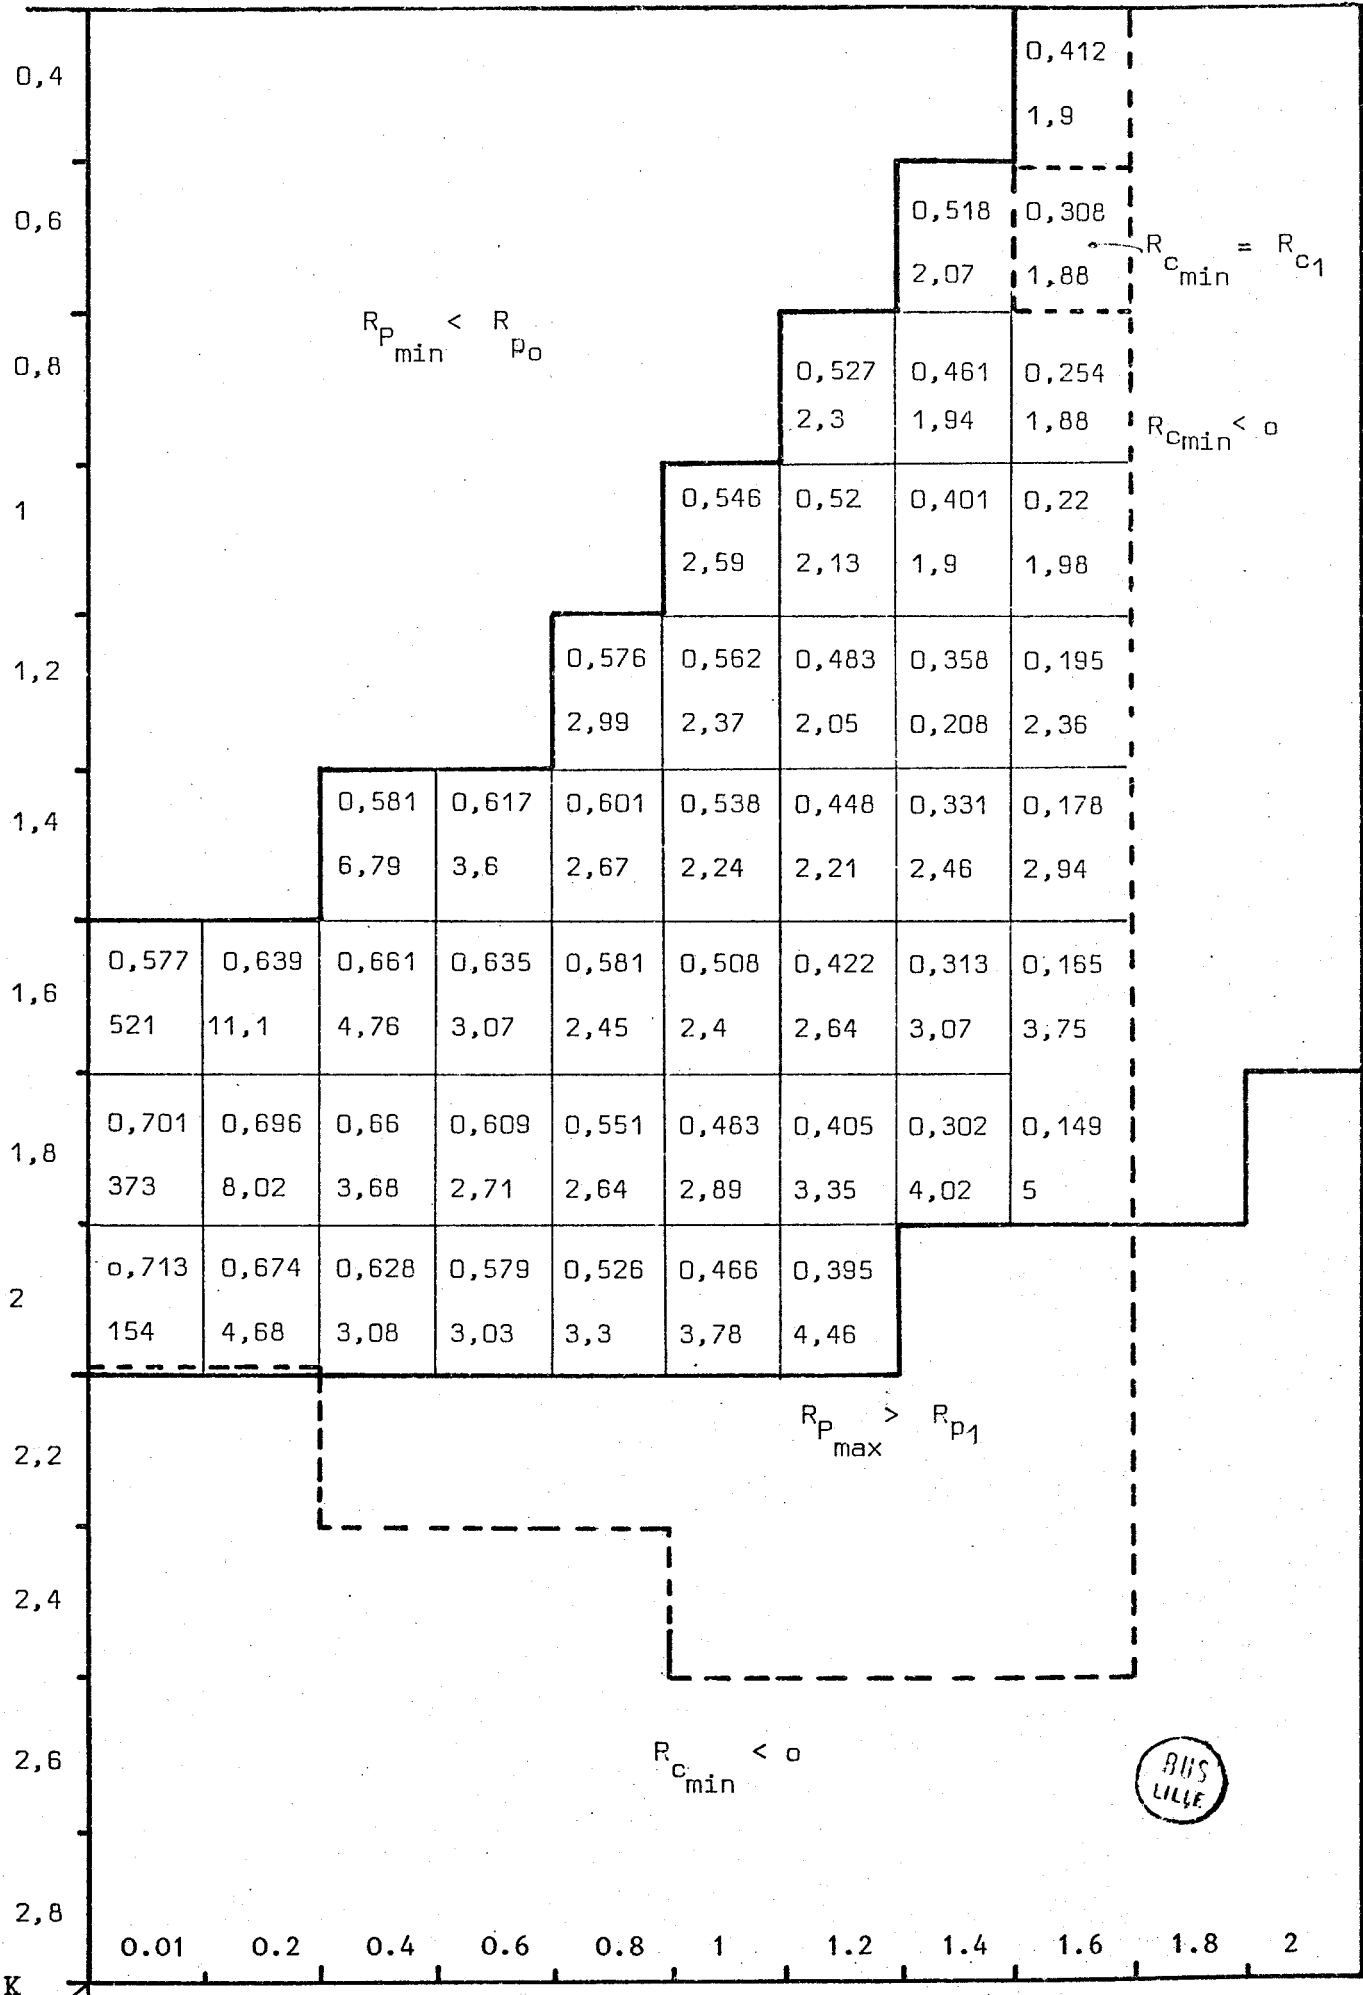 0,412
0,4
1,9
0,518 0,308
0,6
R_cmin = R_c1
2,07 1,88
R_Pmin < R_po
0,8
0,527 0,461 0,254
2,3 1,94 1,88
R_cmin < o
0,546 0,52 0,401 0,22
1
2,59 2,13 1,9 1,98
0,576 0,562 0,483 0,358 0,195
1,2
2,99 2,37 2,05 0,208 2,36
0,581 0,617 0,601 0,538 0,448 0,331 0,178
1,4
6,79 3,6 2,67 2,24 2,21 2,46 2,94
0,577 0,639 0,661 0,635 0,581 0,508 0,422 0,313 0,165
1,6
521 11,1 4,76 3,07 2,45 2,4 2,64 3,07 3,75
0,701 0,696 0,66 0,609 0,551 0,483 0,405 0,302 0,149
1,8
373 8,02 3,68 2,71 2,64 2,89 3,35 4,02 5
o,713 0,674 0,628 0,579 0,526 0,466 0,395
2
154 4,68 3,08 3,03 3,3 3,78 4,46
R_Pmax > R_p1
2,2
2,4
2,6
R_cmin < o
BUS
LILLE
2,8
0.01 0.2 0.4 0.6 0.8 1 1.2 1.4 1.6 1.8 2
K